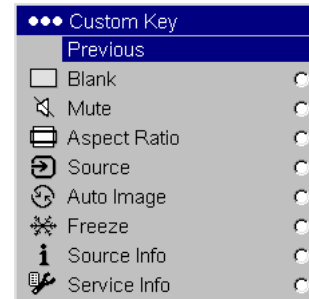 Custom Key
Previous
Blank
Mute
Aspect Ratio
Source
Auto Image
Freeze
Source Info
Service Info